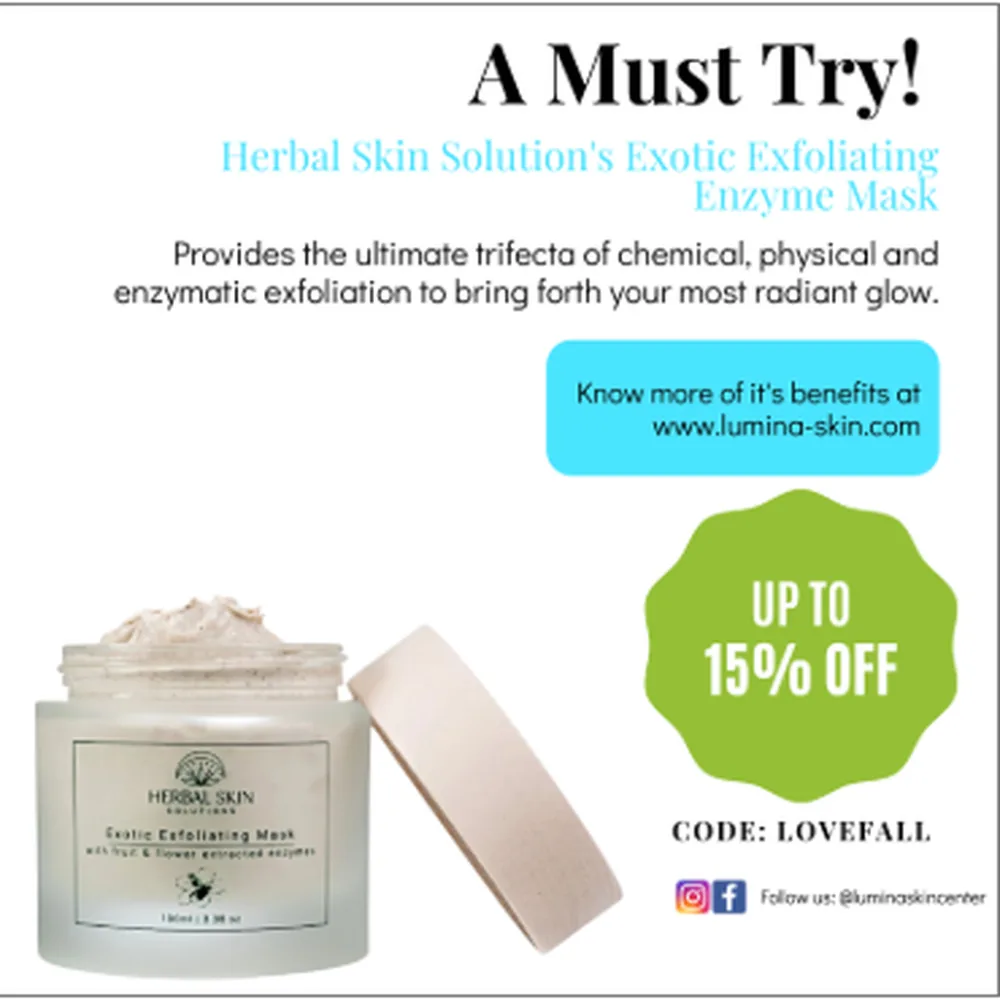 A Must Try!
Herbal Skin Solution's Exotic Exfoliating
Enzyme Mask
Provides the ultimate trifecta of chemical, physical and
enzymatic exfoliation to bring forth your most radiant glow.
Know more of it's benefits at
www.lumina-skin.com
UP TO
15% OFF
HERBAL SKIN
SOLUTIONS
Exotic Exfoliating Mask
with fruit & flower extracted enzymes
CODE: LOVEFALL
Follow us: @luminaskincenter